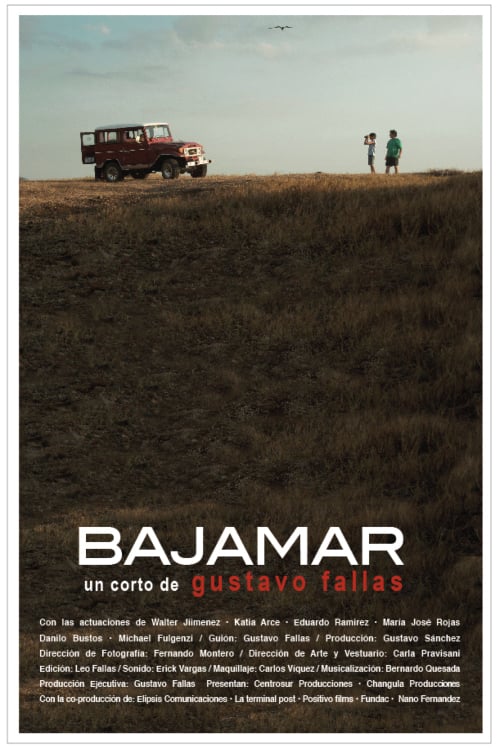 BAJAMAR
un corto de gustavo fallas
Con las actuaciones de Walter Jiimenez · Katia Arce · Eduardo Ramirez · María José Rojas
Danilo Bustos · Michael Fulgenzi / Guión: Gustavo Fallas / Producción: Gustavo Sánchez
Dirección de Fotografía: Fernando Montero / Dirección de Arte y Vestuario: Carla Pravisani
Edición: Leo Fallas / Sonido: Erick Vargas / Maquillaje: Carlos Víquez / Musicalización: Bernardo Quesada
Producción Ejecutiva: Gustavo Fallas Presentan: Centrosur Producciones · Changula Producciones
Con la co-producción de: Elipsis Comunicaciones · La terminal post · Positivo films · Fundac · Nano Fernandez